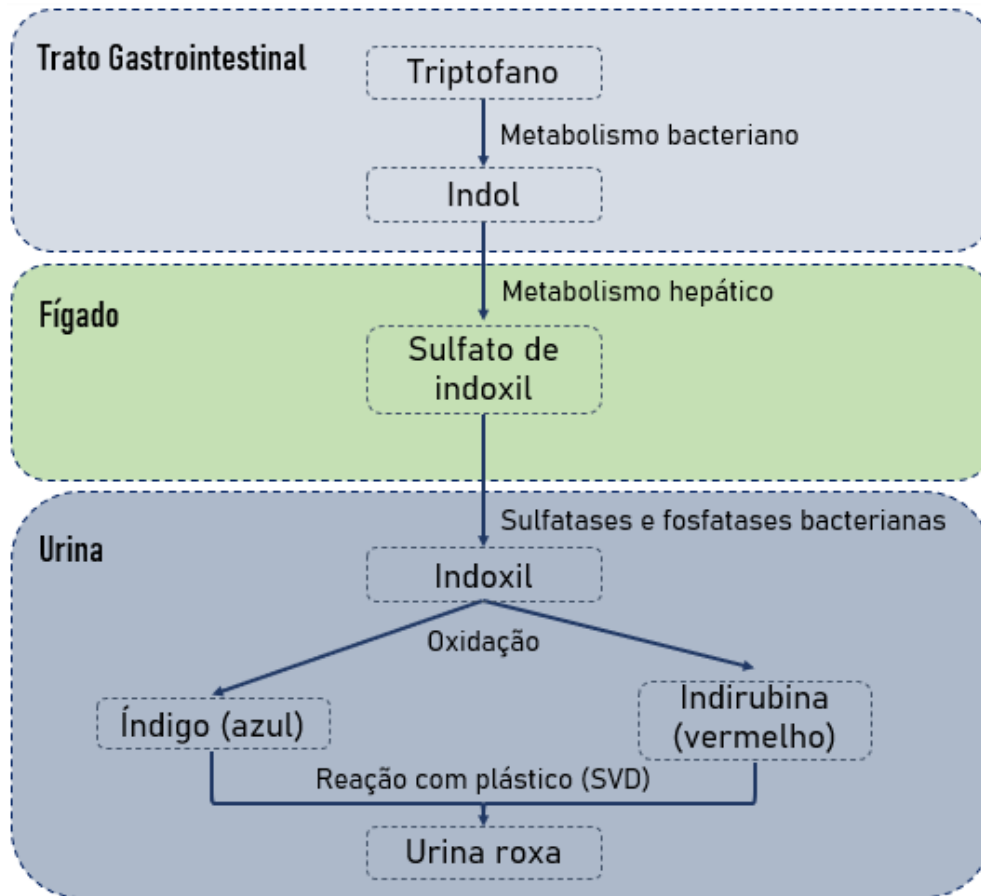 Trato Gastrointestinal
Triptofano
Metabolismo bacteriano
Indol
Metabolismo hepático
Fígado
Sulfato de
indoxil
Sulfatases e fosfatases bacterianas
Urina
Indoxil
Oxidação
Índigo (azul)
Indirubina
(vermelho)
Reação com plástico (SVD)
Urina roxa